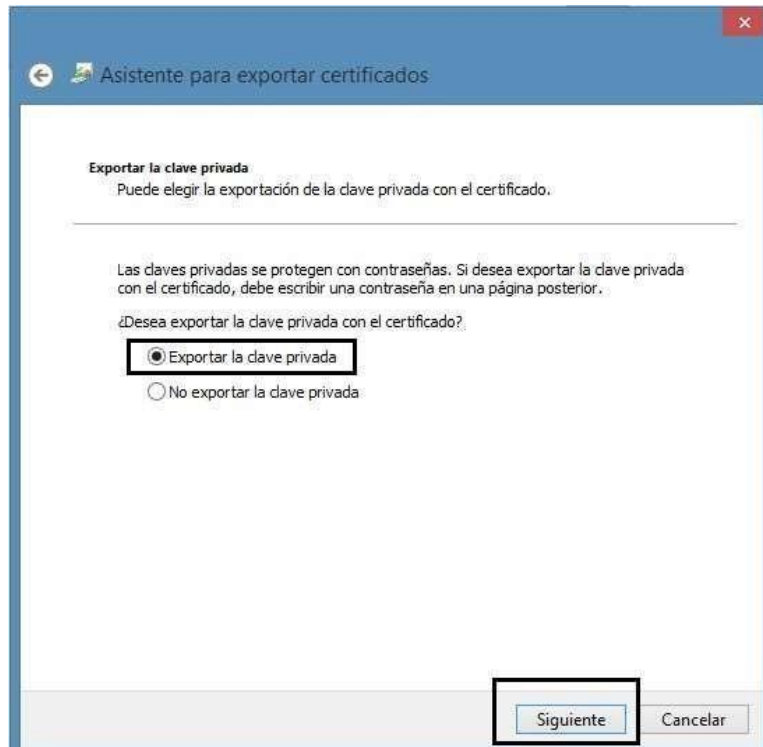 Asistente para exportar certificados
Exportar la clave privada
Puede elegir la exportación de la clave privada con el certificado.
Las claves privadas se protegen con contraseñas. Si desea exportar la clave privada
con el certificado, debe escribir una contraseña en una página posterior.
¿Desea exportar la clave privada con el certificado?
Exportar la clave privada
No exportar la clave privada
Siguiente
Cancelar